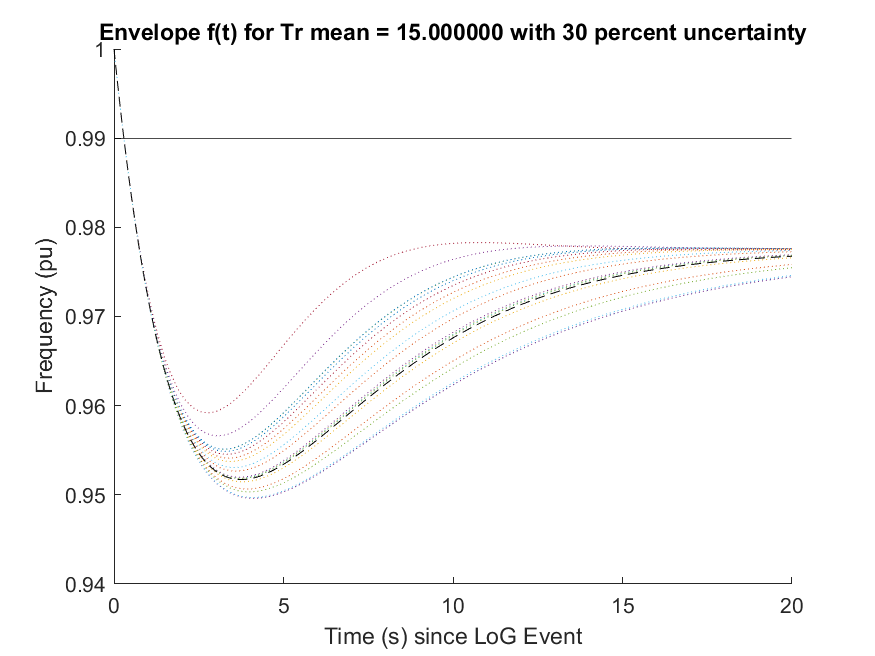 Envelope f(t) for Tr mean = 15.000000 with 30 percent uncertainty
1
0.99
0.98
0.97
0.96
0.95
0.94
Frequency (pu)
0 5 10 15 20
Time (s) since LoG Event